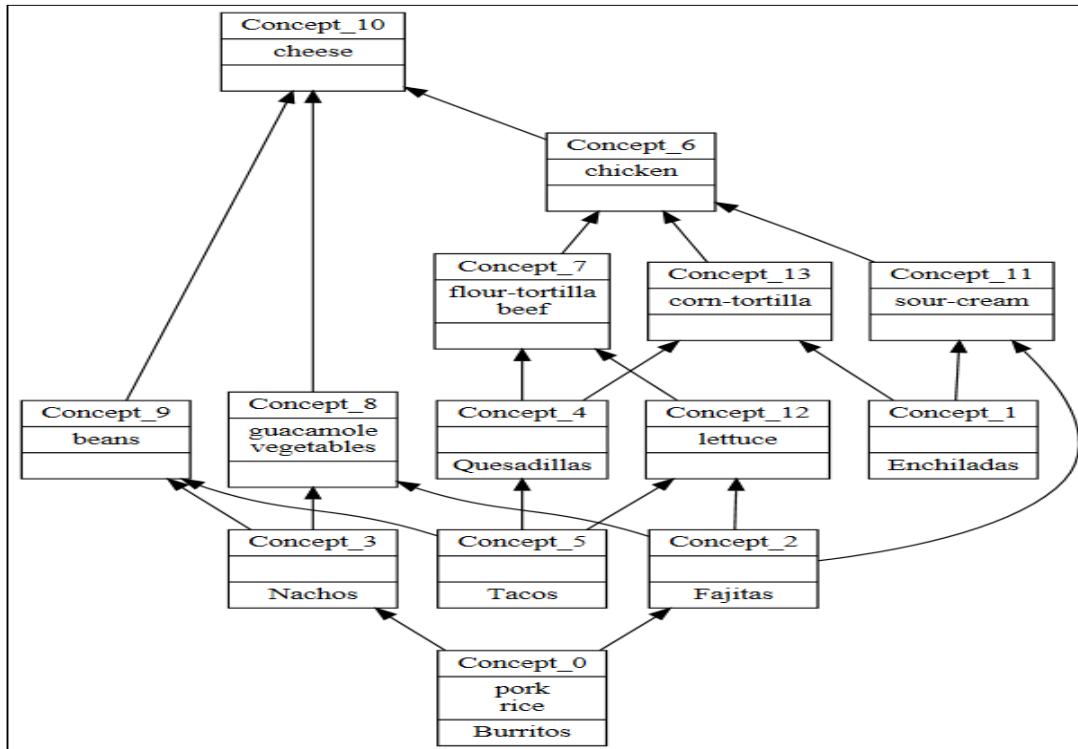 Concept_10
cheese
Concept_6
chicken
Concept_7
flour-tortilla
beef
Concept_13
corn-tortilla
Concept_11
sour-cream
Concept_9
beans
Concept_8
guacamole
vegetables
Concept_4
Quesadillas
Concept_12
lettuce
Concept_1
Enchiladas
Concept_3
Nachos
Concept_5
Tacos
Concept_2
Fajitas
Concept_0
pork
rice
Burritos